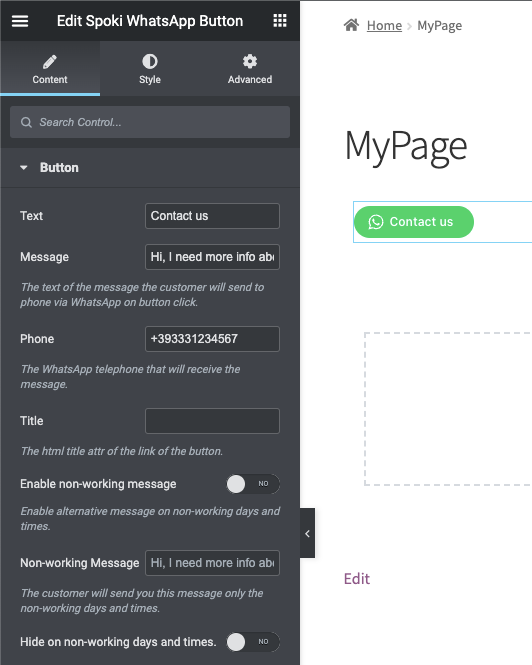 Edit Spoki WhatsApp Button
Content
Style
Advanced
Search Control...
Button
Text
Contact us
Message
Hi, I need more info abo
The text of the message the customer will send to
phone via WhatsApp on button click.
Phone
+393331234567
The WhatsApp telephone that will receive the
message.
Title
The html title attr of the link of the button.
Enable non-working message
NO
Enable alternative message on non-working days and
times.
Non-working Message
Hi, I need more info abo
The customer will send you this message only the
non-working days and times.
Hide on non-working days and times.
NO
Home
MyPage
MyPage
Contact us
Edit